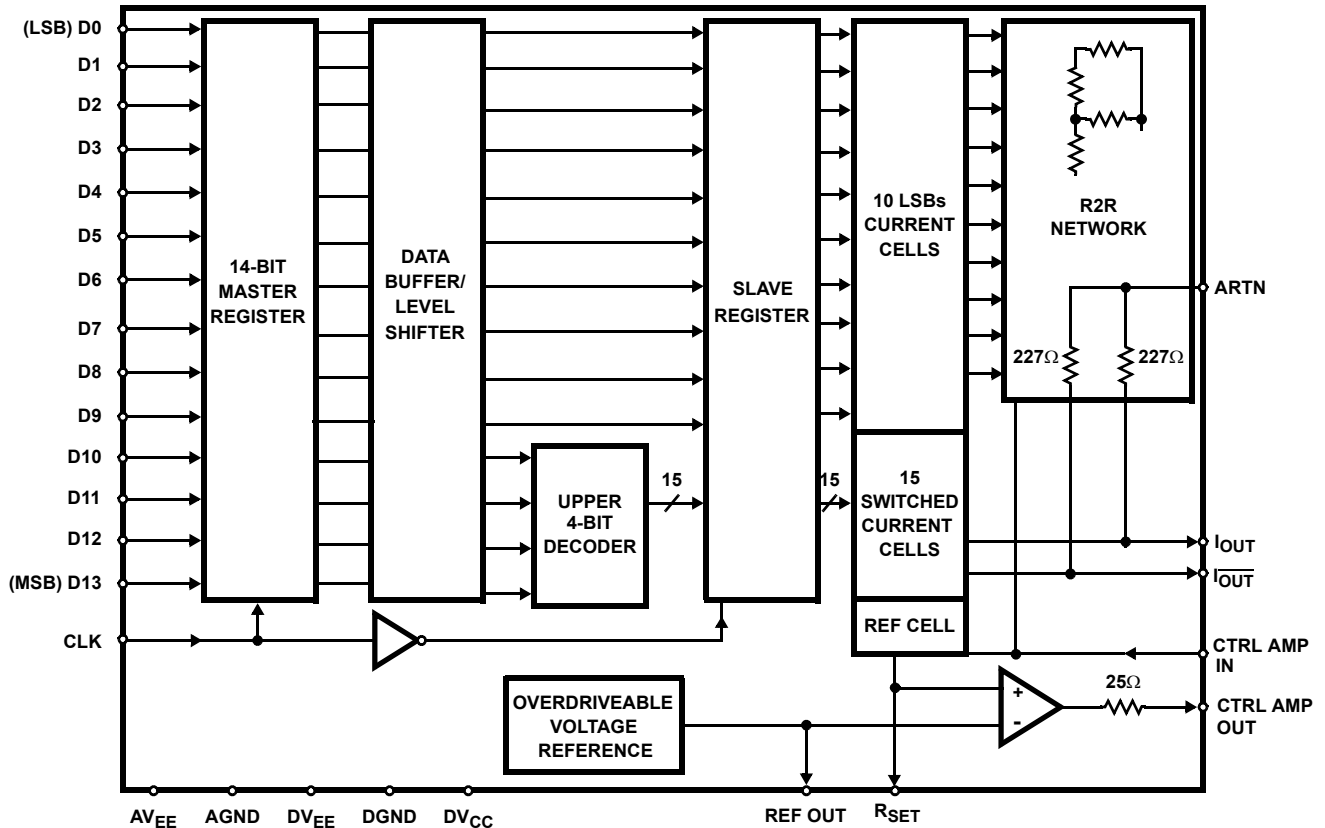 (LSB) D0
D1
D2
D3
D4
D5
D6
D7
D8
D9
D10
D11
D12
(MSB) D13
CLK
14-BIT
MASTER
REGISTER
DATA
BUFFER/
LEVEL
SHIFTER
UPPER
4-BIT
DECODER
15
SLAVE
REGISTER
15
10 LSBs
CURRENT
CELLS
15
SWITCHED
CURRENT
CELLS
REF CELL
R2R
NETWORK
227Ω
227Ω
ARTN
IOUT
IOUT
CTRL AMP
IN
25Ω
CTRL AMP
OUT
+
-
OVERDRIVEABLE
VOLTAGE
REFERENCE
AVEE
AGND
DVEE
DGND
DVCC
REF OUT
RSET